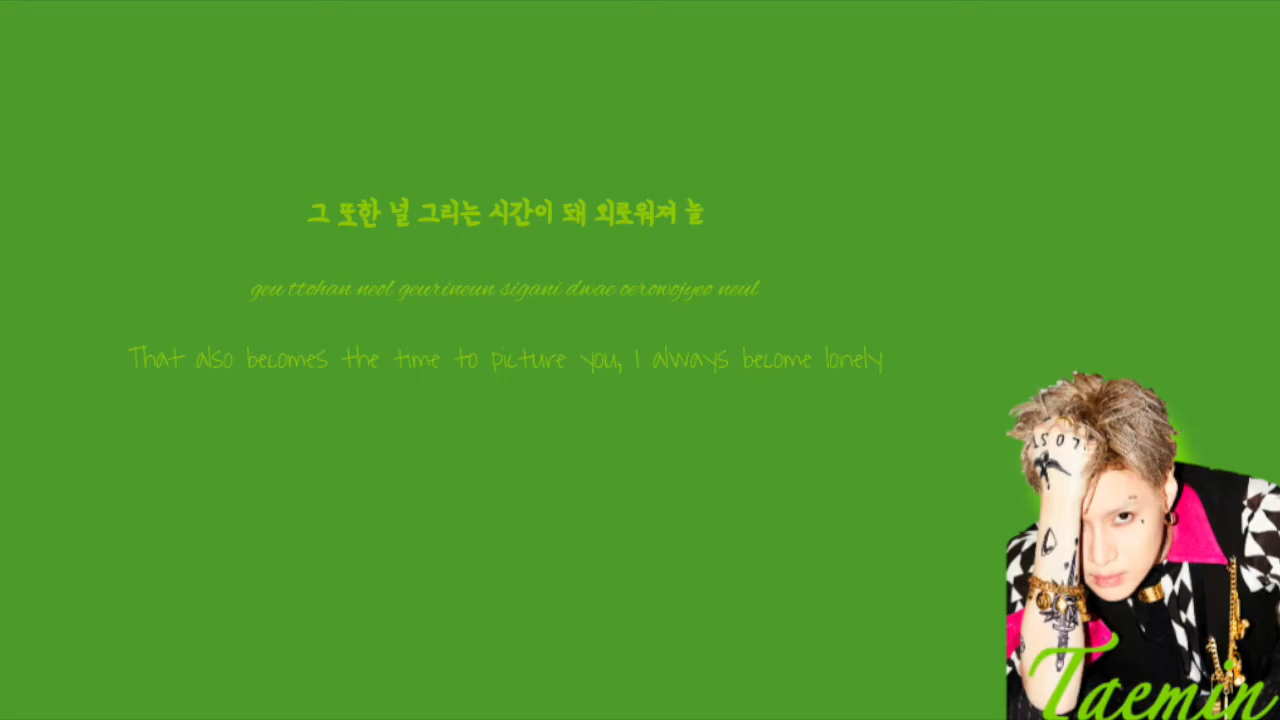 그 또한 널 그리는 시간이 돼 외로워져 늘
geu ttohan neol geurineun sigani dwae oerowojyeo neul
That also becomes the time to picture you, I always become lonely
LOST
Taemin